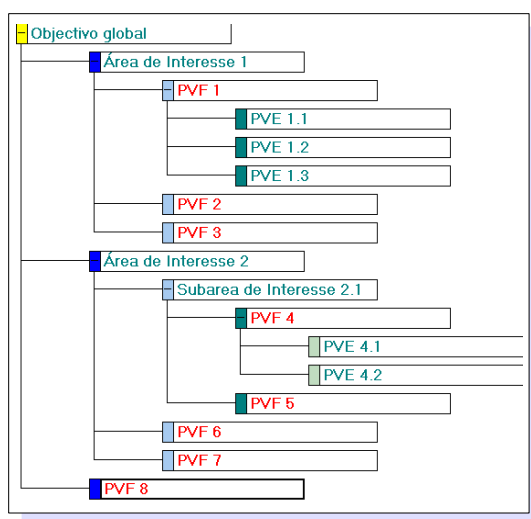 Objectivo global
Área de Interesse 1
PVF 1
PVE 1.1
PVE 1.2
PVE 1.3
PVF 2
PVF 3
Área de Interesse 2
Subarea de Interesse 2.1
PVF 4
PVE 4.1
PVE 4.2
PVF 5
PVF 6
PVF 7
PVF 8